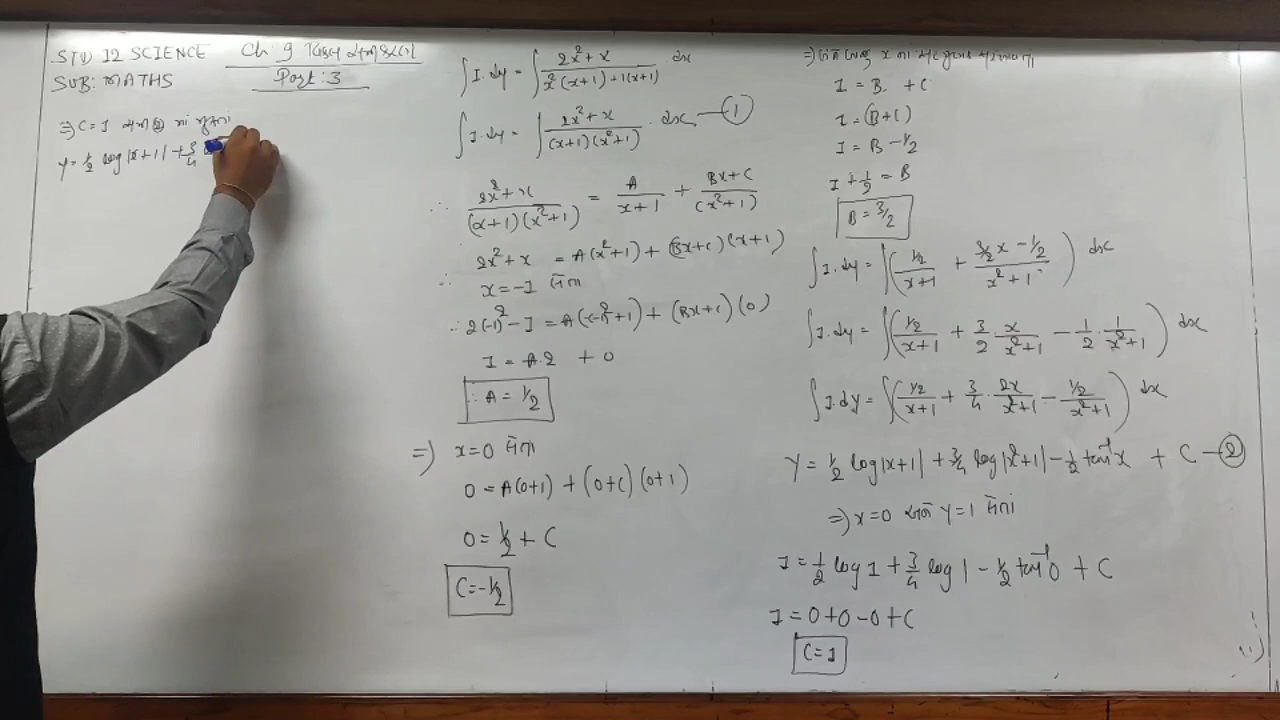 STD 12 SCIENCE Ch 9 વિકલ સમીકરણ
SUB: MATHS Part: 3
⇒ C = 1 સમી ② માં મુકતા
y = 1/2 log|x+1| + 3/4
∫1.dy = ∫ (2x²+x)/(x²(x+1)+1(x+1)) dx
∫1.dy = ∫ (2x²+x)/((x+1)(x²+1)) . dx —①
∴ (2x²+x)/((x+1)(x²+1)) = A/(x+1) + (Bx+C)/(x²+1)
∴ 2x²+x = A(x²+1) + (Bx+C)(x+1)
∴ x = -1 લેતા
∴ 2(-1)² - 1 = A((-1)²+1) + (Bx+C)(0)
1 = A.2 + 0
∴ A = 1/2
⇒) x = 0 લેતા
0 = A(0+1) + (0+C)(0+1)
0 = 1/2 + C
C = -1/2
⇒) x ના
1 = B + C
1 = (B+C)
1 = B - 1/2
1 + 1/2 = B
B = 3/2
∫1.dy = ∫( (1/2)/(x+1) + (3/2 x - 1/2)/(x²+1) ) dx
∫1.dy = ∫( (1/2)/(x+1) + 3/2 . x/(x²+1) - 1/2 . 1/(x²+1) ) dx
∫1.dy = ∫( (1/2)/(x+1) + 3/4 . 2x/(x²+1) - (1/2)/(x²+1) ) dx
y = 1/2 log|x+1| + 3/4 log|x²+1| - 1/2 tan⁻¹x + C —②
⇒) x = 0 અને y = 1 લેતાં
1 = 1/2 log 1 + 3/4 log 1 - 1/2 tan⁻¹0 + C
1 = 0+0-0+C
C = 1